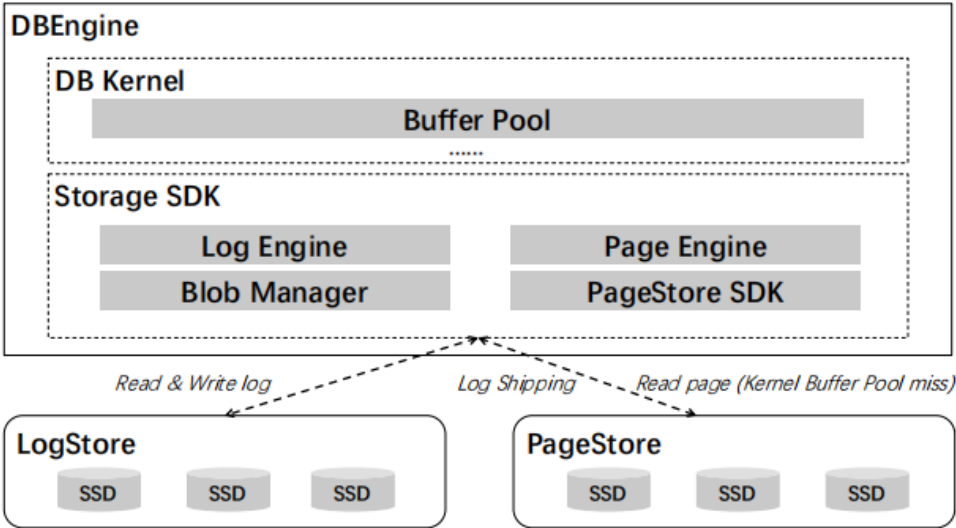 DBEngine
DB Kernel
Buffer Pool
......
Storage SDK
Log Engine
Page Engine
Blob Manager
PageStore SDK
Read & Write log
Log Shipping
Read page (Kernel Buffer Pool miss)
LogStore
PageStore
SSD
SSD
SSD
SSD
SSD
SSD